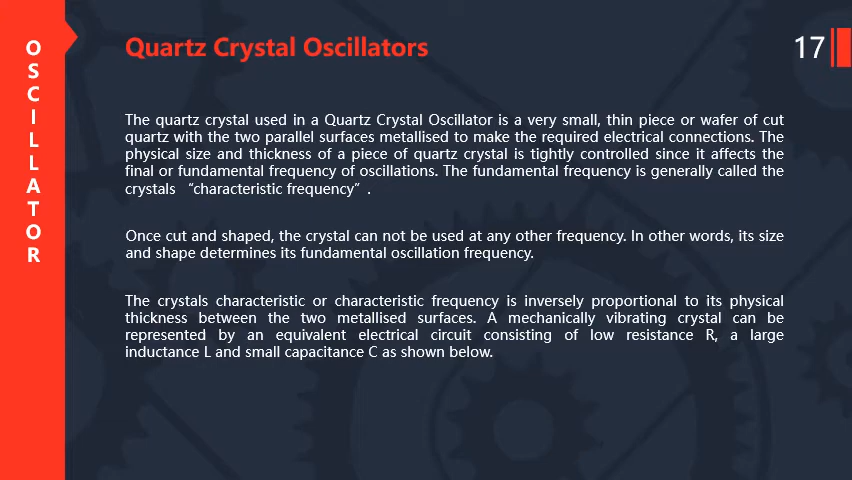 OSCILLATOR
Quartz Crystal Oscillators
17
The quartz crystal used in a Quartz Crystal Oscillator is a very small, thin piece or wafer of cut
quartz with the two parallel surfaces metallised to make the required electrical connections. The
physical size and thickness of a piece of quartz crystal is tightly controlled since it affects the
final or fundamental frequency of oscillations. The fundamental frequency is generally called the
crystals “characteristic frequency” .
Once cut and shaped, the crystal can not be used at any other frequency. In other words, its size
and shape determines its fundamental oscillation frequency.
The crystals characteristic or characteristic frequency is inversely proportional to its physical
thickness between the two metallised surfaces. A mechanically vibrating crystal can be
represented by an equivalent electrical circuit consisting of low resistance R, a large
inductance L and small capacitance C as shown below.